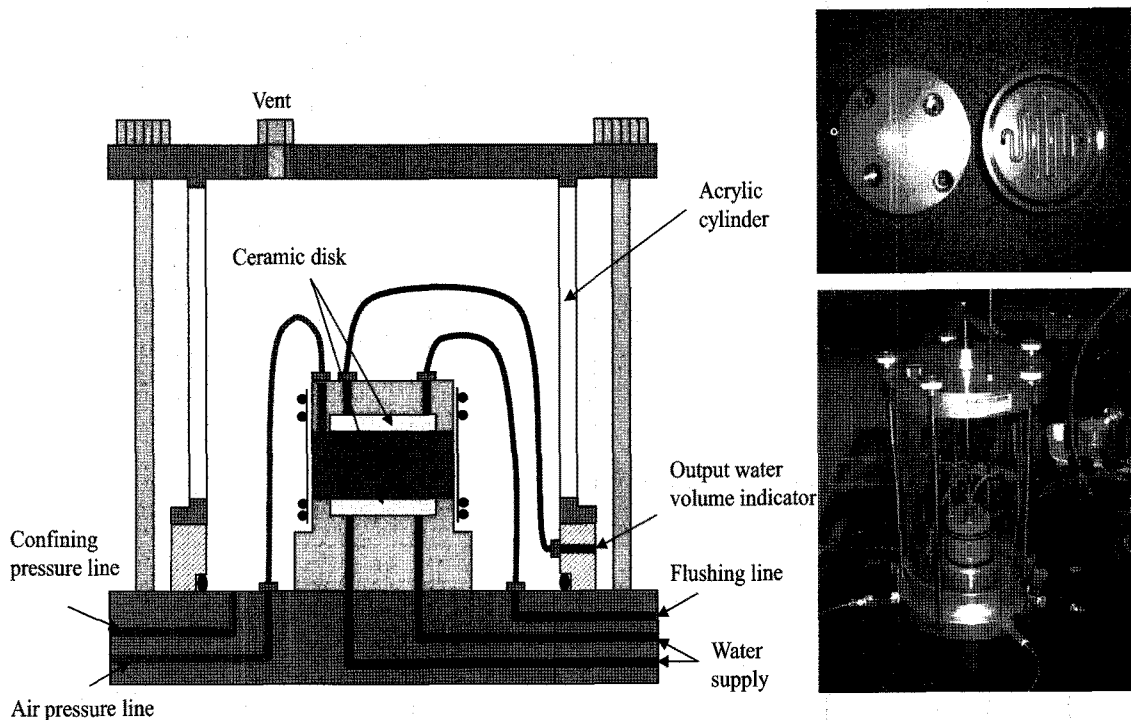 Vent
Acrylic
cylinder
Ceramic disk
Output water
volume indicator
Confining
pressure line
Flushing line
Water
supply
Air pressure line